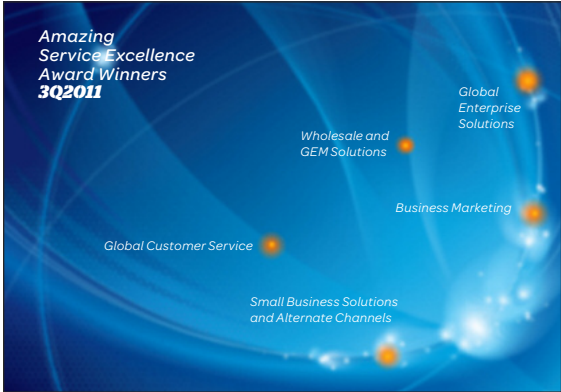 Amazing
Service Excellence
Award Winners
3Q2011
Global
Enterprise
Solutions
Wholesale and
GEM Solutions
Business Marketing
Global Customer Service
Small Business Solutions
and Alternate Channels